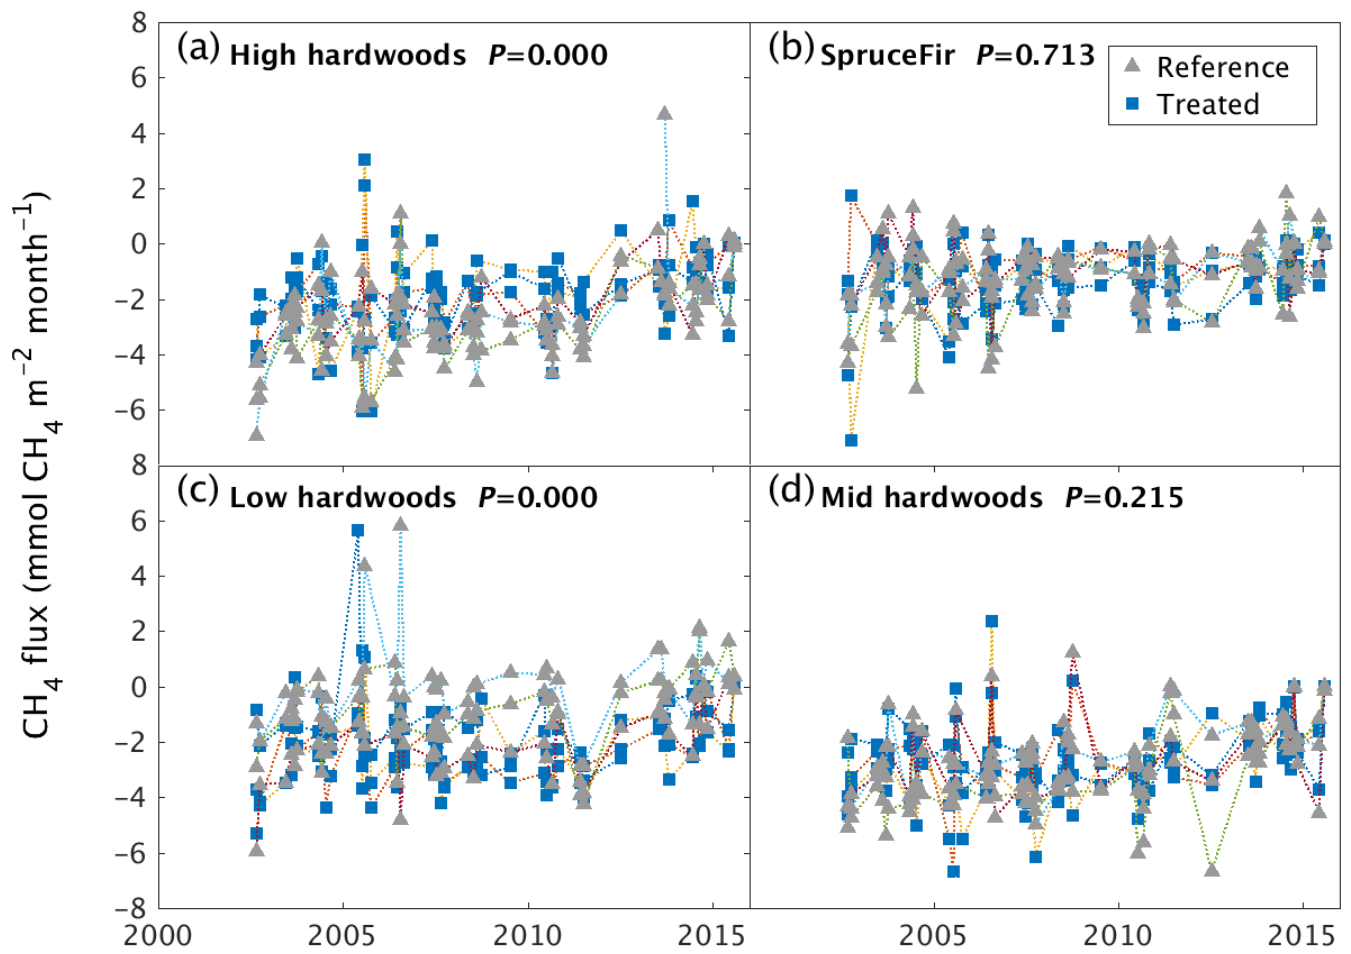 (a) High hardwoods P=0.000
(b) SpruceFir P=0.713
Reference
Treated
8
6
4
2
0
−2
−4
−6
8
(c) Low hardwoods P=0.000
(d) Mid hardwoods P=0.215
6
4
2
0
−2
−4
−6
−8
2000 2005 2010 2015 2005 2010 2015
CH₄ flux (mmol CH₄ m⁻² month⁻¹)